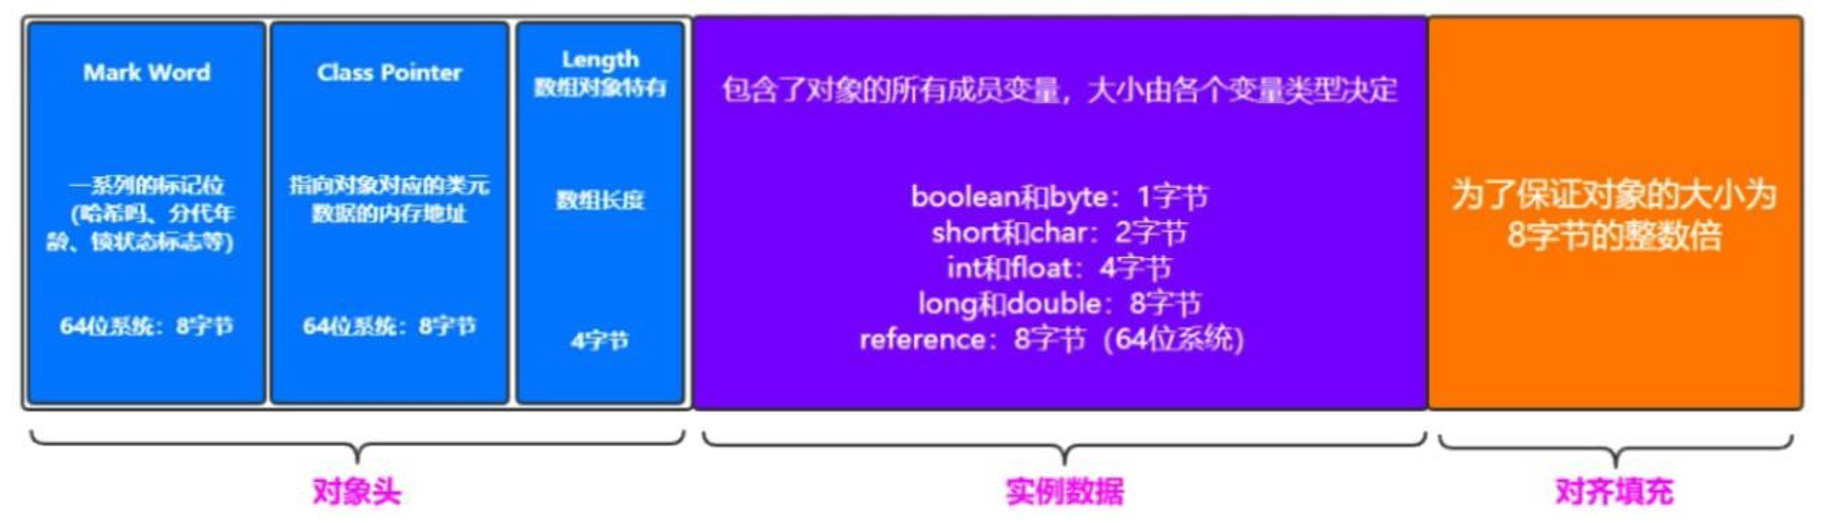 Mark Word
一系列的标记位
(哈希吗、分代年
龄、锁状态标志等)
64位系统：8字节
Class Pointer
指向对象对应的类元
数据的内存地址
64位系统：8字节
Length
数组对象特有
数组长度
4字节
包含了对象的所有成员变量，大小由各个变量类型决定
boolean和byte：1字节
short和char：2字节
int和float：4字节
long和double：8字节
reference：8字节（64位系统）
为了保证对象的大小为
8字节的整数倍
对象头
实例数据
对齐填充